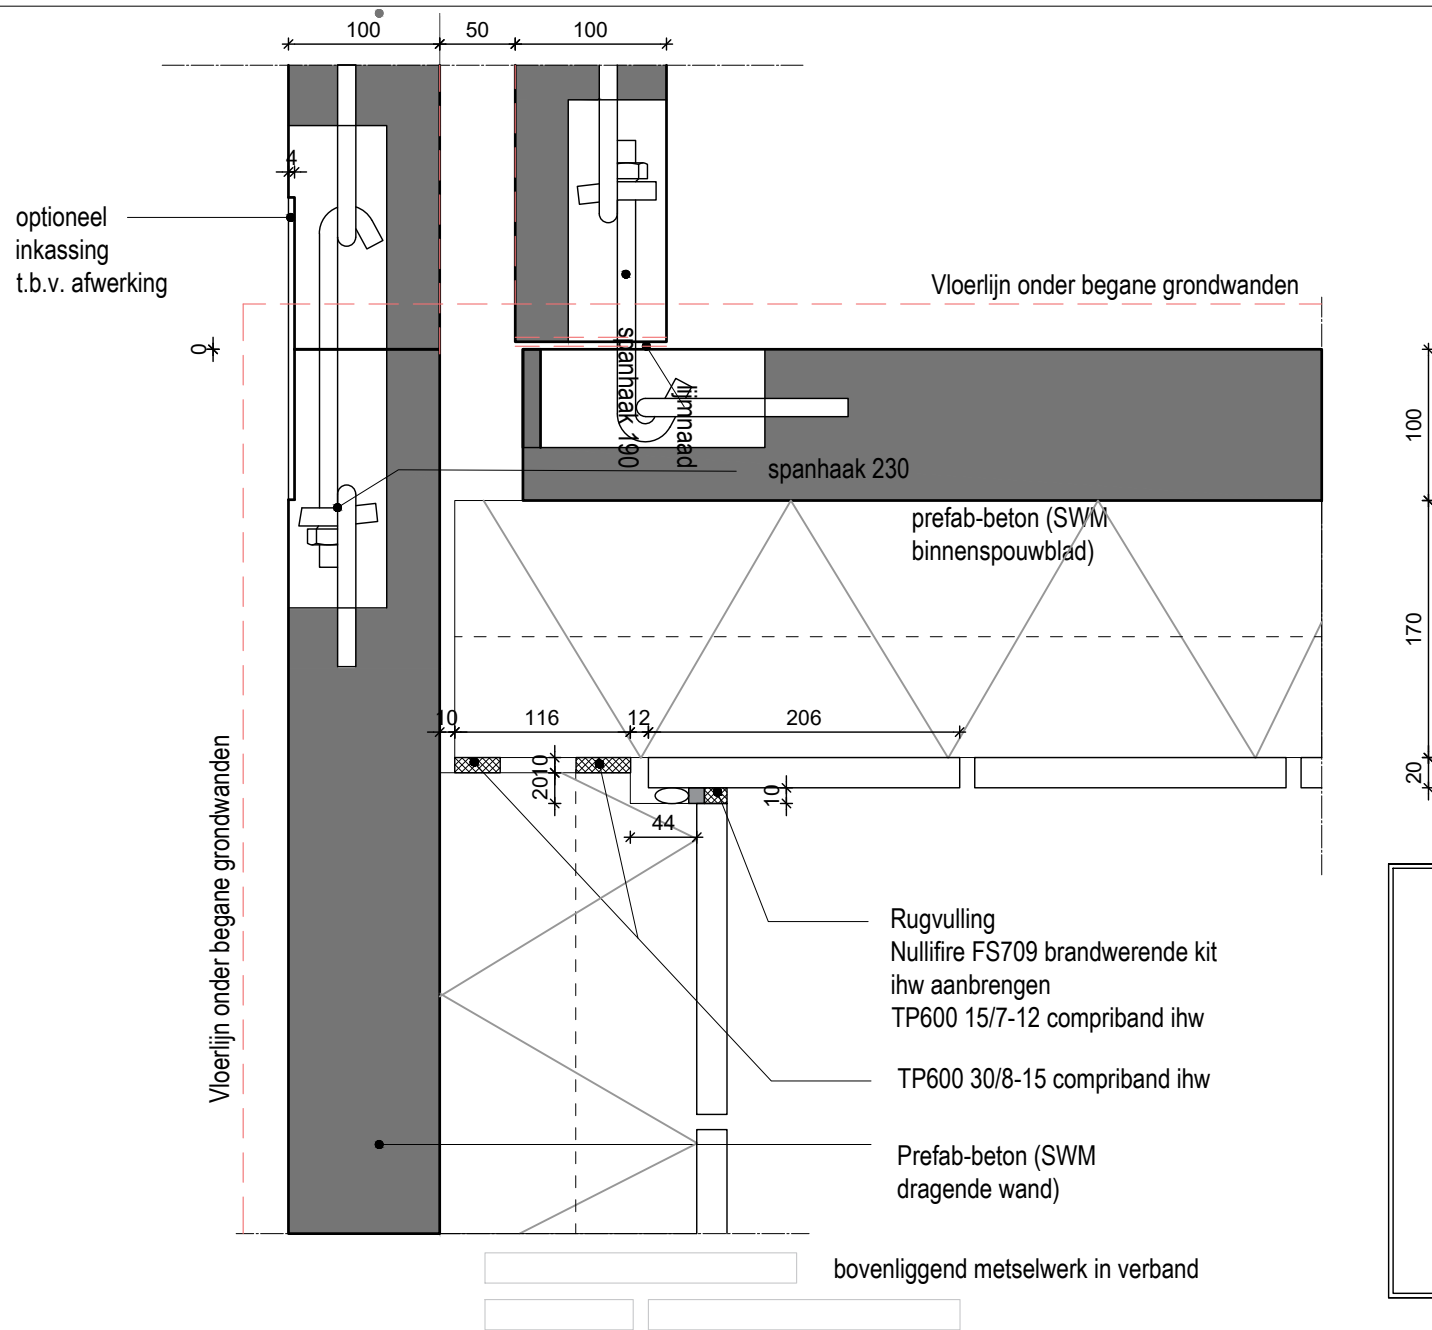 100 50 100
4
optioneel
inkassing
t.b.v. afwerking
Vloerlijn onder begane grondwanden
0
spanhaak 190
lijmnaad
100
spanhaak 230
prefab-beton (SWM
binnenspouwblad)
170
10 116 12 206
10
20
10
20
44
Vloerlijn onder begane grondwanden
Rugvulling
Nullifire FS709 brandwerende kit
ihw aanbrengen
TP600 15/7-12 compriband ihw
TP600 30/8-15 compriband ihw
Prefab-beton (SWM
dragende wand)
bovenliggend metselwerk in verband